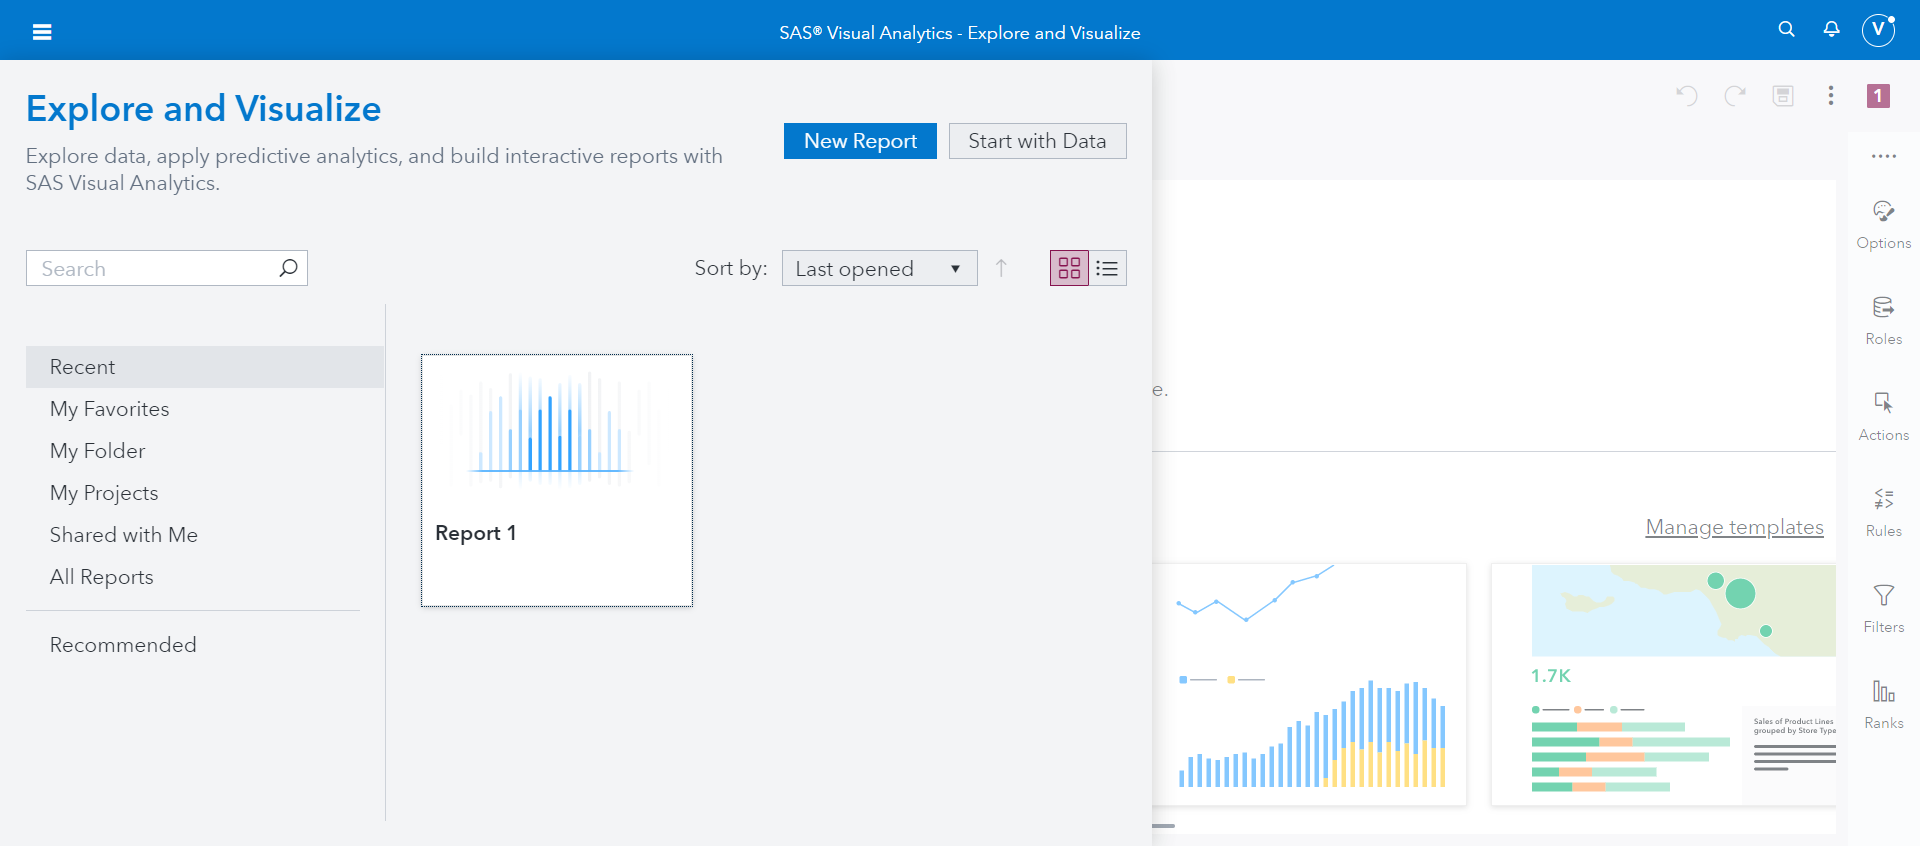 SAS® Visual Analytics - Explore and Visualize
V
Explore and Visualize
Explore data, apply predictive analytics, and build interactive reports with
SAS Visual Analytics.
New Report
Start with Data
1
Search
Sort by:
Last opened
Options
Roles
Recent
My Favorites
My Folder
My Projects
Shared with Me
All Reports
Recommended
Report 1
e.
Actions
Rules
Manage templates
Filters
1.7K
Sales of Product Lines
grouped by Store Type
Ranks